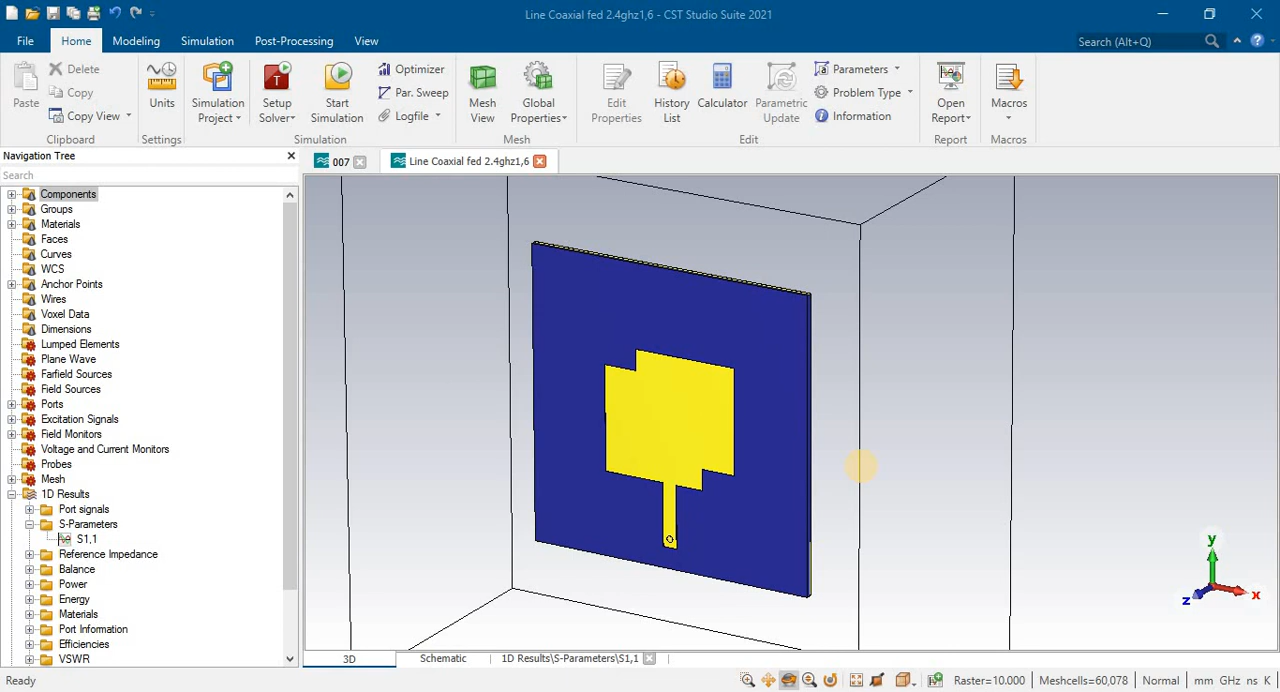 Line Coaxial fed 2.4ghz1,6 - CST Studio Suite 2021
File Home Modeling Simulation Post-Processing View Search (Alt+Q)
Paste Delete Copy Copy View
Units
Simulation Project
Setup Solver
Start Simulation
Optimizer
Par. Sweep
Logfile
Mesh View
Global Properties
Edit Properties
History List
Calculator
Parametric Update
Parameters
Problem Type
Information
Open Report
Macros
Clipboard Settings Simulation Mesh Edit Report Macros
Navigation Tree
Search
007
Line Coaxial fed 2.4ghz1,6
Components
Groups
Materials
Faces
Curves
WCS
Anchor Points
Wires
Voxel Data
Dimensions
Lumped Elements
Plane Wave
Farfield Sources
Field Sources
Ports
Excitation Signals
Field Monitors
Voltage and Current Monitors
Probes
Mesh
1D Results
Port signals
S-Parameters
S1,1
Reference Impedance
Balance
Power
Energy
Materials
Port Information
Efficiencies
VSWR
y
x
z
3D Schematic 1D Results\S-Parameters\S1,1
Ready Raster=10.000 Meshcells=60,078 Normal mm GHz ns K